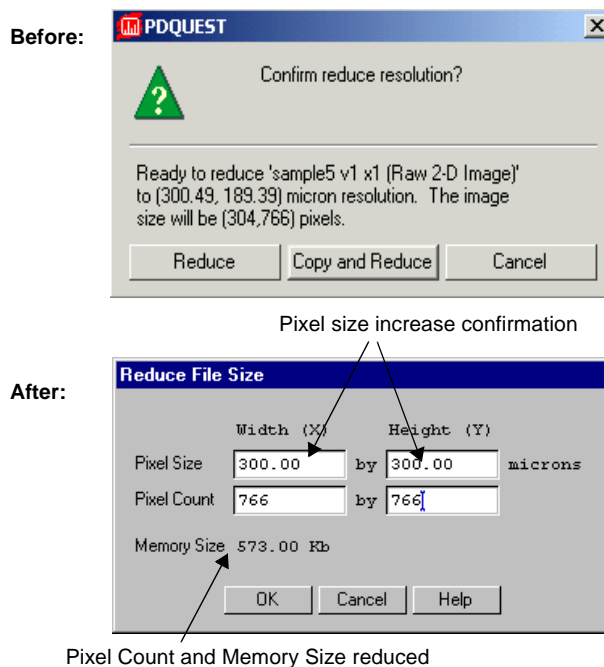 Before:
PDQUEST
Confirm reduce resolution?
Ready to reduce 'sample5 v1 x1 (Raw 2-D Image)'
to (300.49, 189.39) micron resolution. The image
size will be (304,766) pixels.
Reduce Copy and Reduce Cancel
Pixel size increase confirmation
After:
Reduce File Size
Width (X) Height (Y)
Pixel Size 300.00 by 300.00 microns
Pixel Count 766 by 766
Memory Size 573.00 Kb
OK Cancel Help
Pixel Count and Memory Size reduced